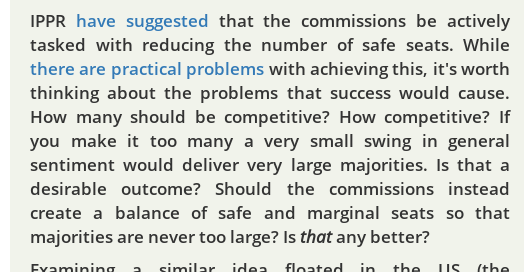 IPPR have suggested that the commissions be actively
tasked with reducing the number of safe seats. While
there are practical problems with achieving this, it's worth
thinking about the problems that success would cause.
How many should be competitive? How competitive? If
you make it too many a very small swing in general
sentiment would deliver very large majorities. Is that a
desirable outcome? Should the commissions instead
create a balance of safe and marginal seats so that
majorities are never too large? Is that any better?
Examining a similar idea floated in the US (the